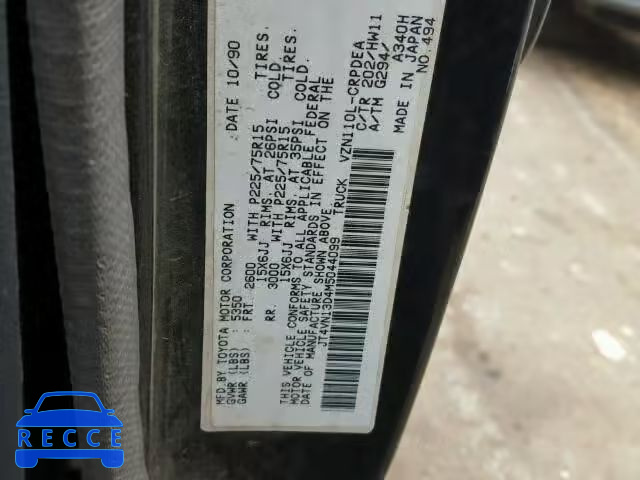 MFD.BY TOYOTA MOTOR CORPORATION DATE 10/90
GVWR (LBS) : 5350
GAWR (LBS) : FRT. 2600 WITH P225/75R15 TIRES.
15X6JJ RIMS. AT 26PSI COLD.
RR. 3000 WITH P225/75R15 TIRES.
15X6JJ RIMS AT 35PSI COLD.
THIS VEHICLE CONFORMS TO ALL APPLICABLE FEDERAL
MOTOR VEHICLE SAFETY STANDARDS IN EFFECT ON THE
DATE OF MANUFACTURE SHOWN ABOVE.
JT4VN13D4M5044099 TRUCK VZN110L-CRPDEA
C/TR 202/HW11
A/TM G294/ A340H
MADE IN JAPAN
NO.494
RECCE